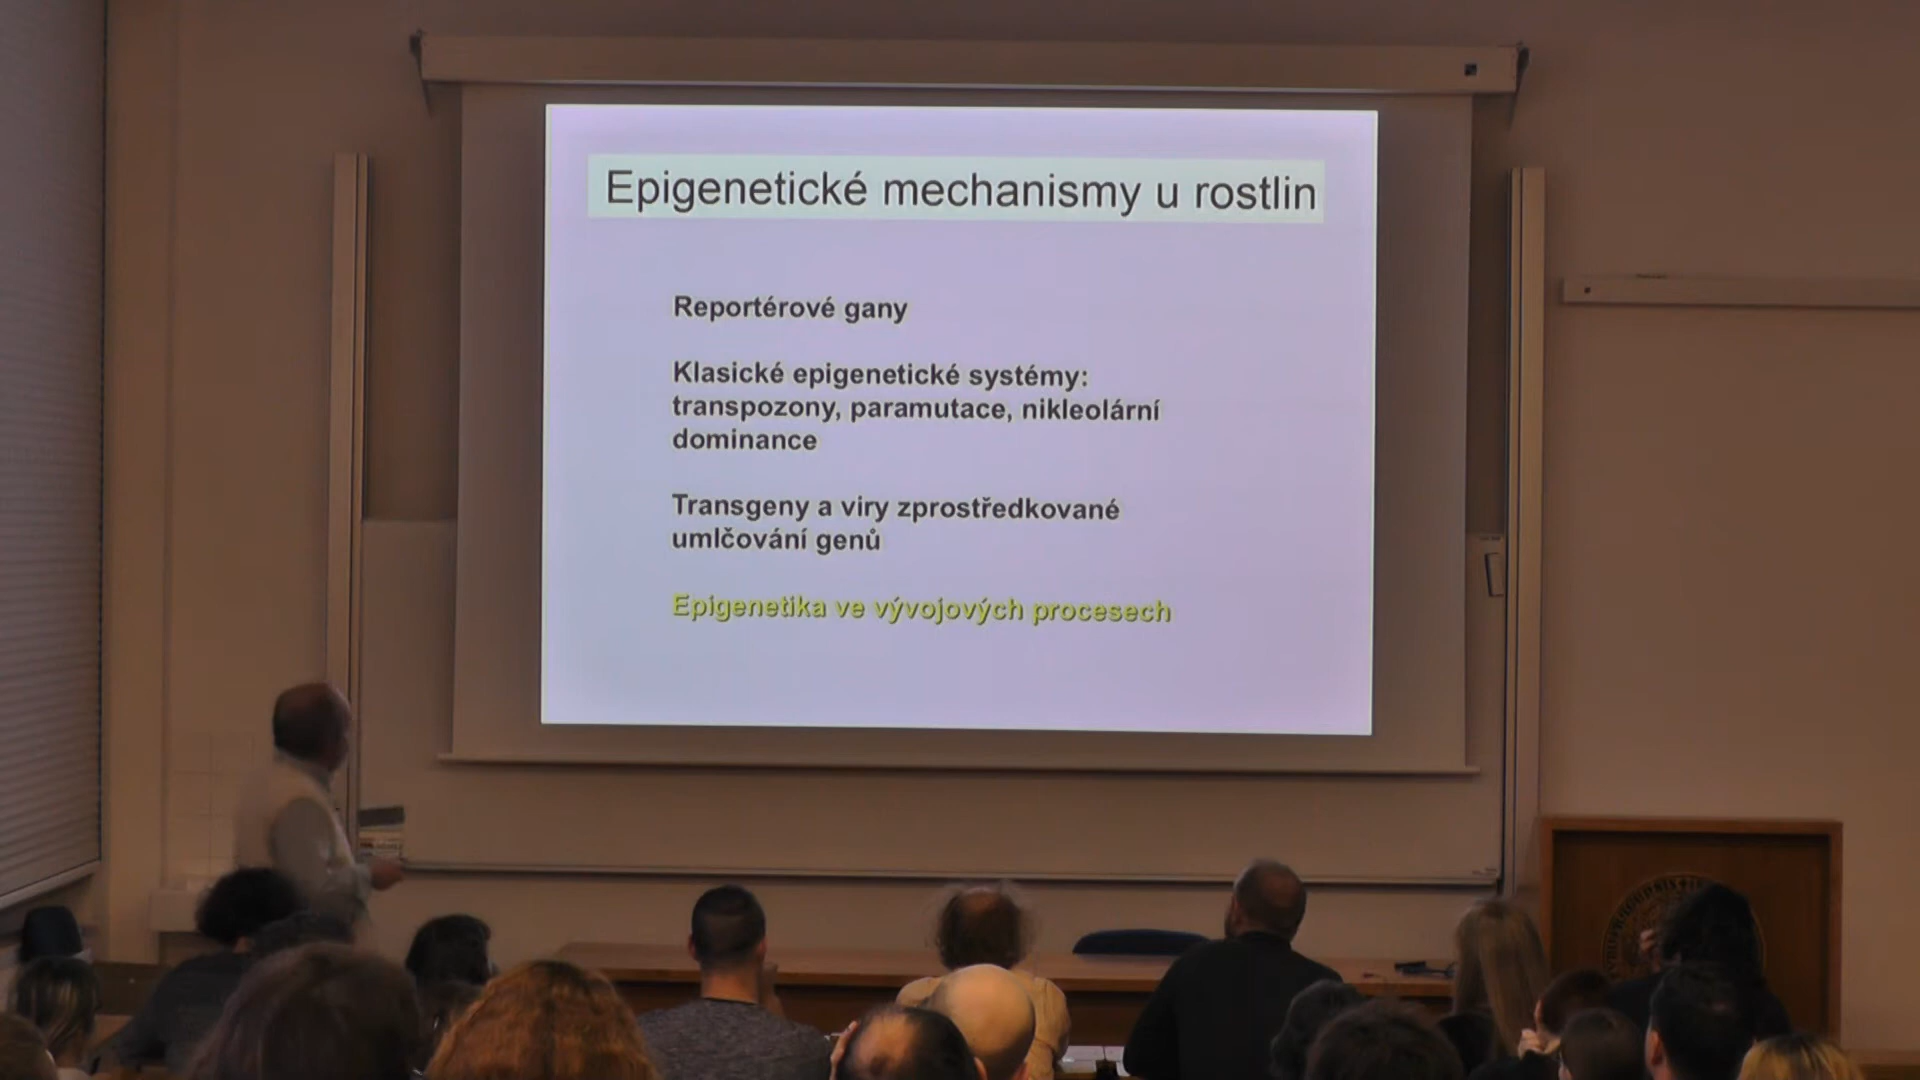 Epigenetické mechanismy u rostlin
Reportérové gany
Klasické epigenetické systémy:
transpozony, paramutace, nikleolární
dominance
Transgeny a viry zprostředkované
umlčování genů
Epigenetika ve vývojových procesech